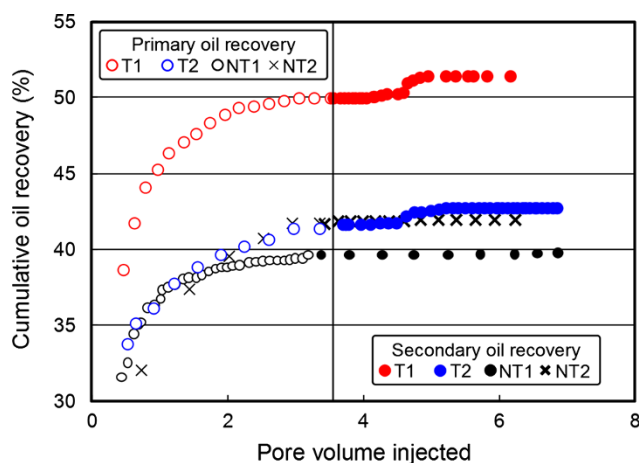 55
50
45
40
35
30
Cumulative oil recovery (%)
Primary oil recovery
T1 T2 NT1 NT2
Secondary oil recovery
T1 T2 NT1 NT2
0 2 4 6 8
Pore volume injected